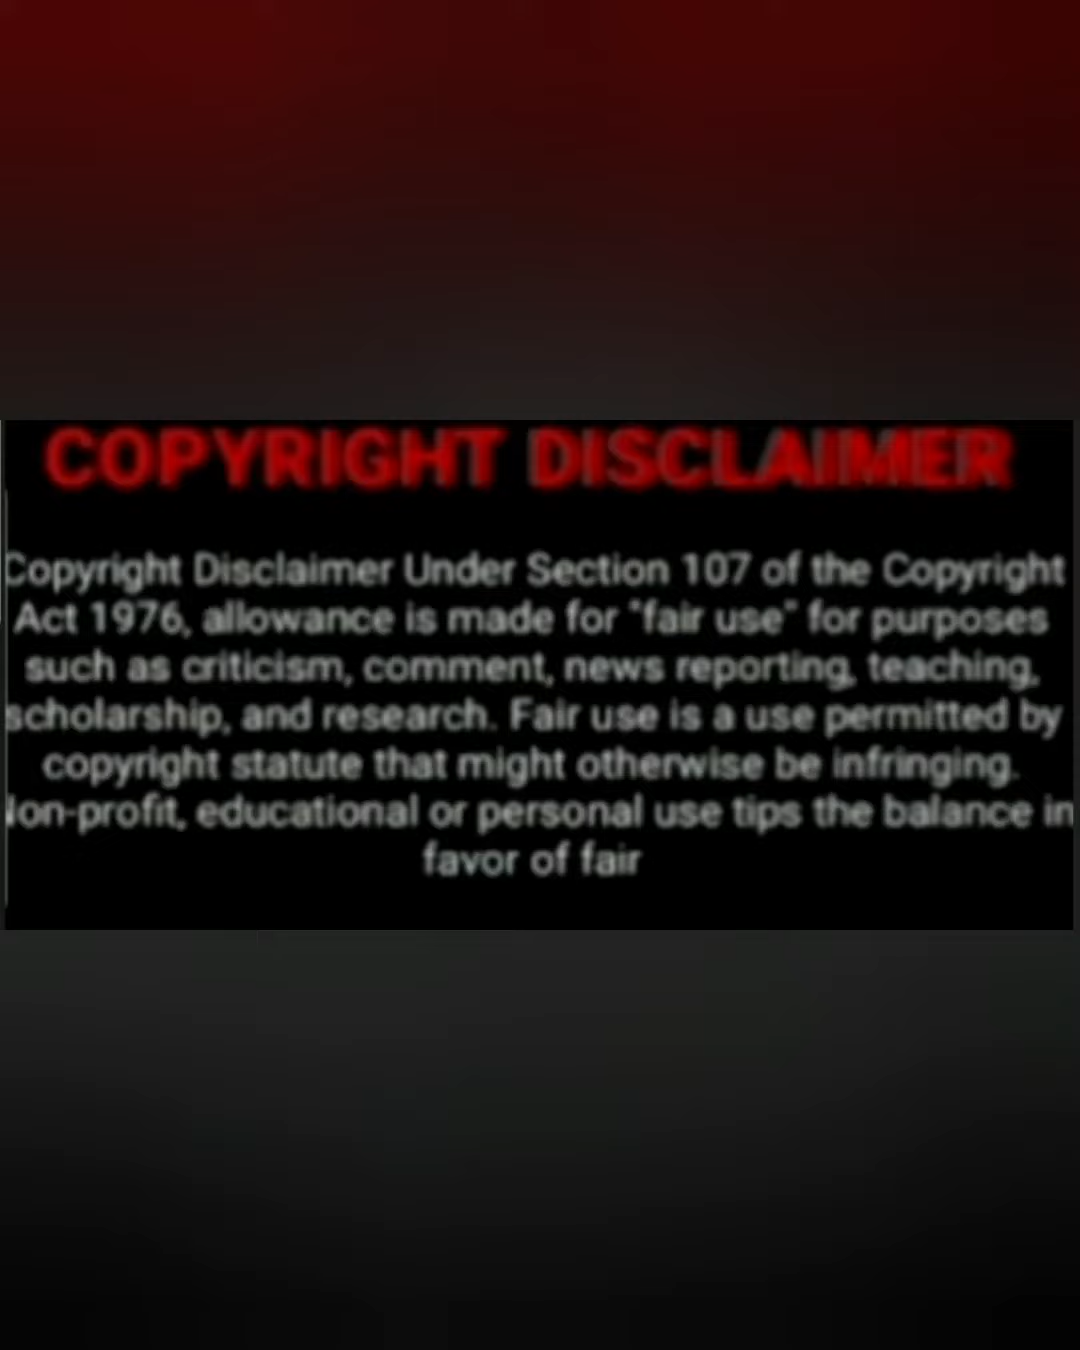 COPYRIGHT DISCLAIMER
Copyright Disclaimer Under Section 107 of the Copyright
Act 1976, allowance is made for "fair use" for purposes
such as criticism, comment, news reporting, teaching,
scholarship, and research. Fair use is a use permitted by
copyright statute that might otherwise be infringing.
Non-profit, educational or personal use tips the balance in
favor of fair